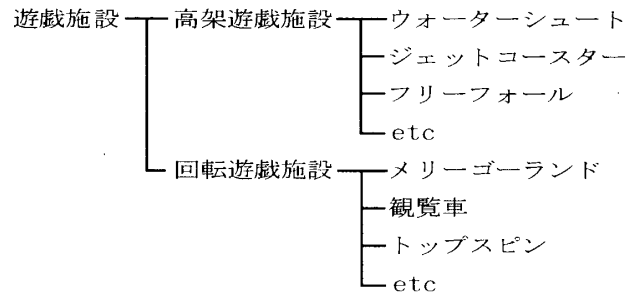 遊戯施設 高架遊戯施設 ウォーターシュート
ジェットコースター
フリーフォール
etc
回転遊戯施設 メリーゴーランド
観覧車
トップスピン
etc